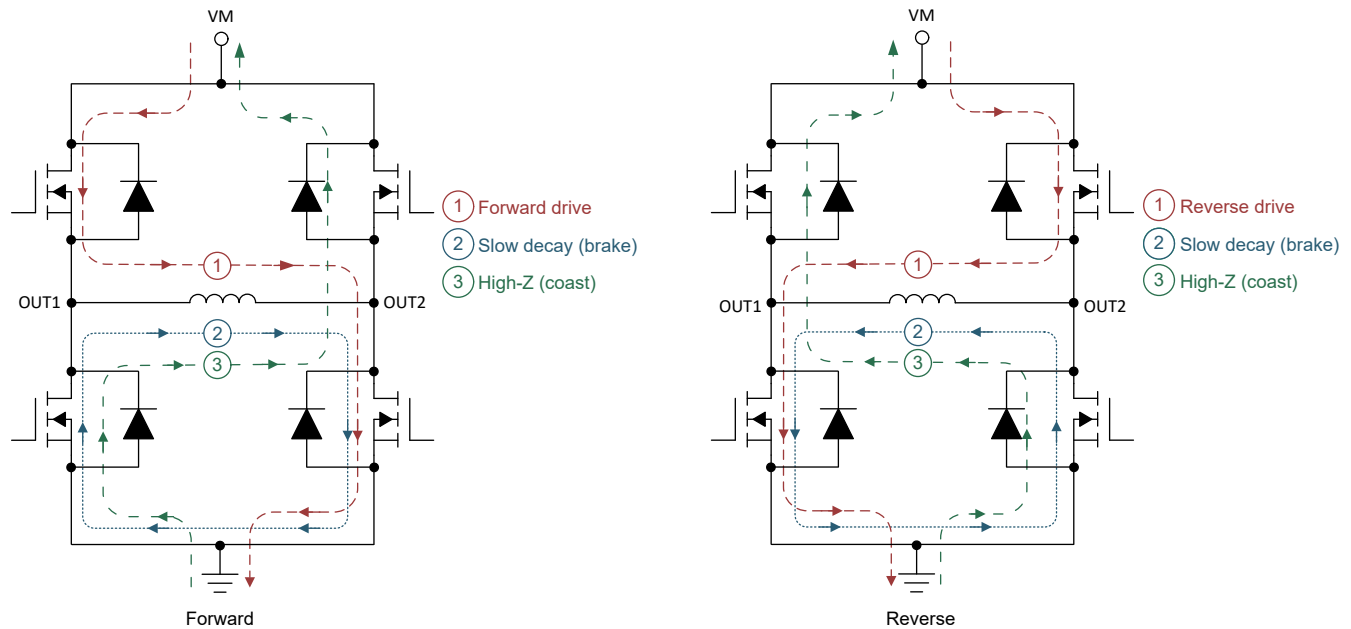 VM
1 Forward drive
2 Slow decay (brake)
3 High-Z (coast)
1
OUT1
OUT2
2
3
Forward
VM
1 Reverse drive
2 Slow decay (brake)
3 High-Z (coast)
1
OUT1
OUT2
2
3
Reverse